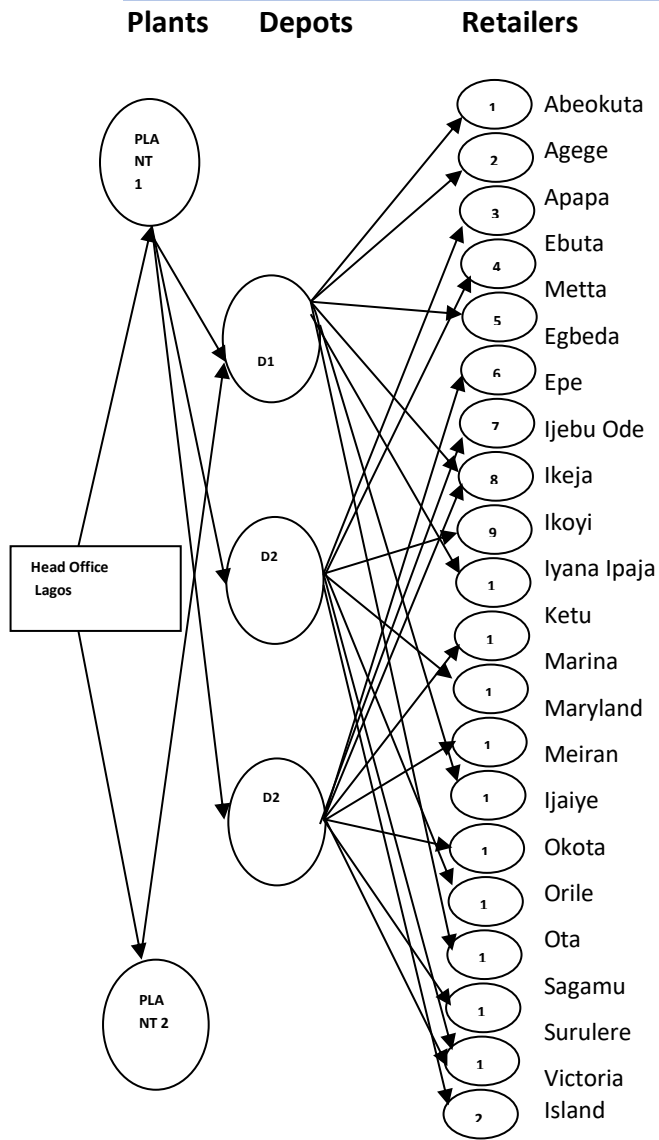 Plants Depots Retailers
1 Abeokuta
PLA
NT
1
2 Agege
3 Apapa
4 Ebuta
5 Metta
D1
6 Egbeda
Epe
7 Ijebu Ode
8 Ikeja
9 Ikoyi
D2
Head Office
Lagos
1 Iyana Ipaja
1 Ketu
1 Marina
1 Maryland
D2
1 Meiran
Ijaiye
1 Okota
1 Orile
1 Ota
PLA
NT 2
1 Sagamu
1 Surulere
Victoria
2 Island